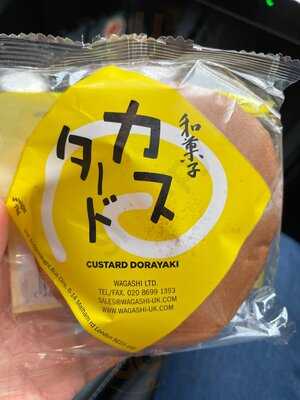 和菓子
カス
タード
CUSTARD DORAYAKI
WAGASHI LTD.
TEL/FAX. 020 8699 1393
SALES@WAGASHI-UK.COM
WWW.WAGASHI-UK.COM